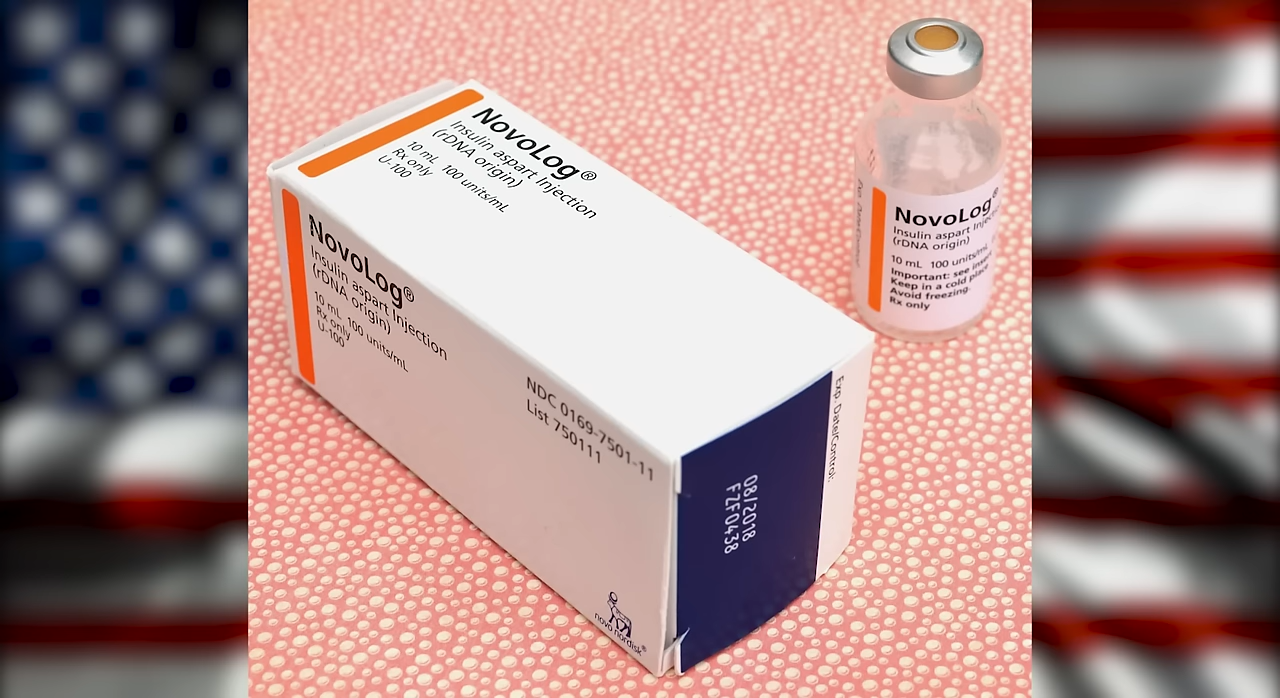 NovoLog®
Insulin aspart Injection
(rDNA origin)
10 mL 100 units/mL
Rx only
U-100
NovoLog®
Insulin aspart Injection
(rDNA origin)
10 mL 100 units/mL
Rx only
U-100
NDC 0169-7501-11
List 750111
novo nordisk®
Exp. Date/Control:
08/2018
FZF0438
NovoLog®
Insulin aspart
(rDNA origin)
10 mL 100 units/mL
Important: see
Keep in a cold place
Avoid freezing.
Rx only